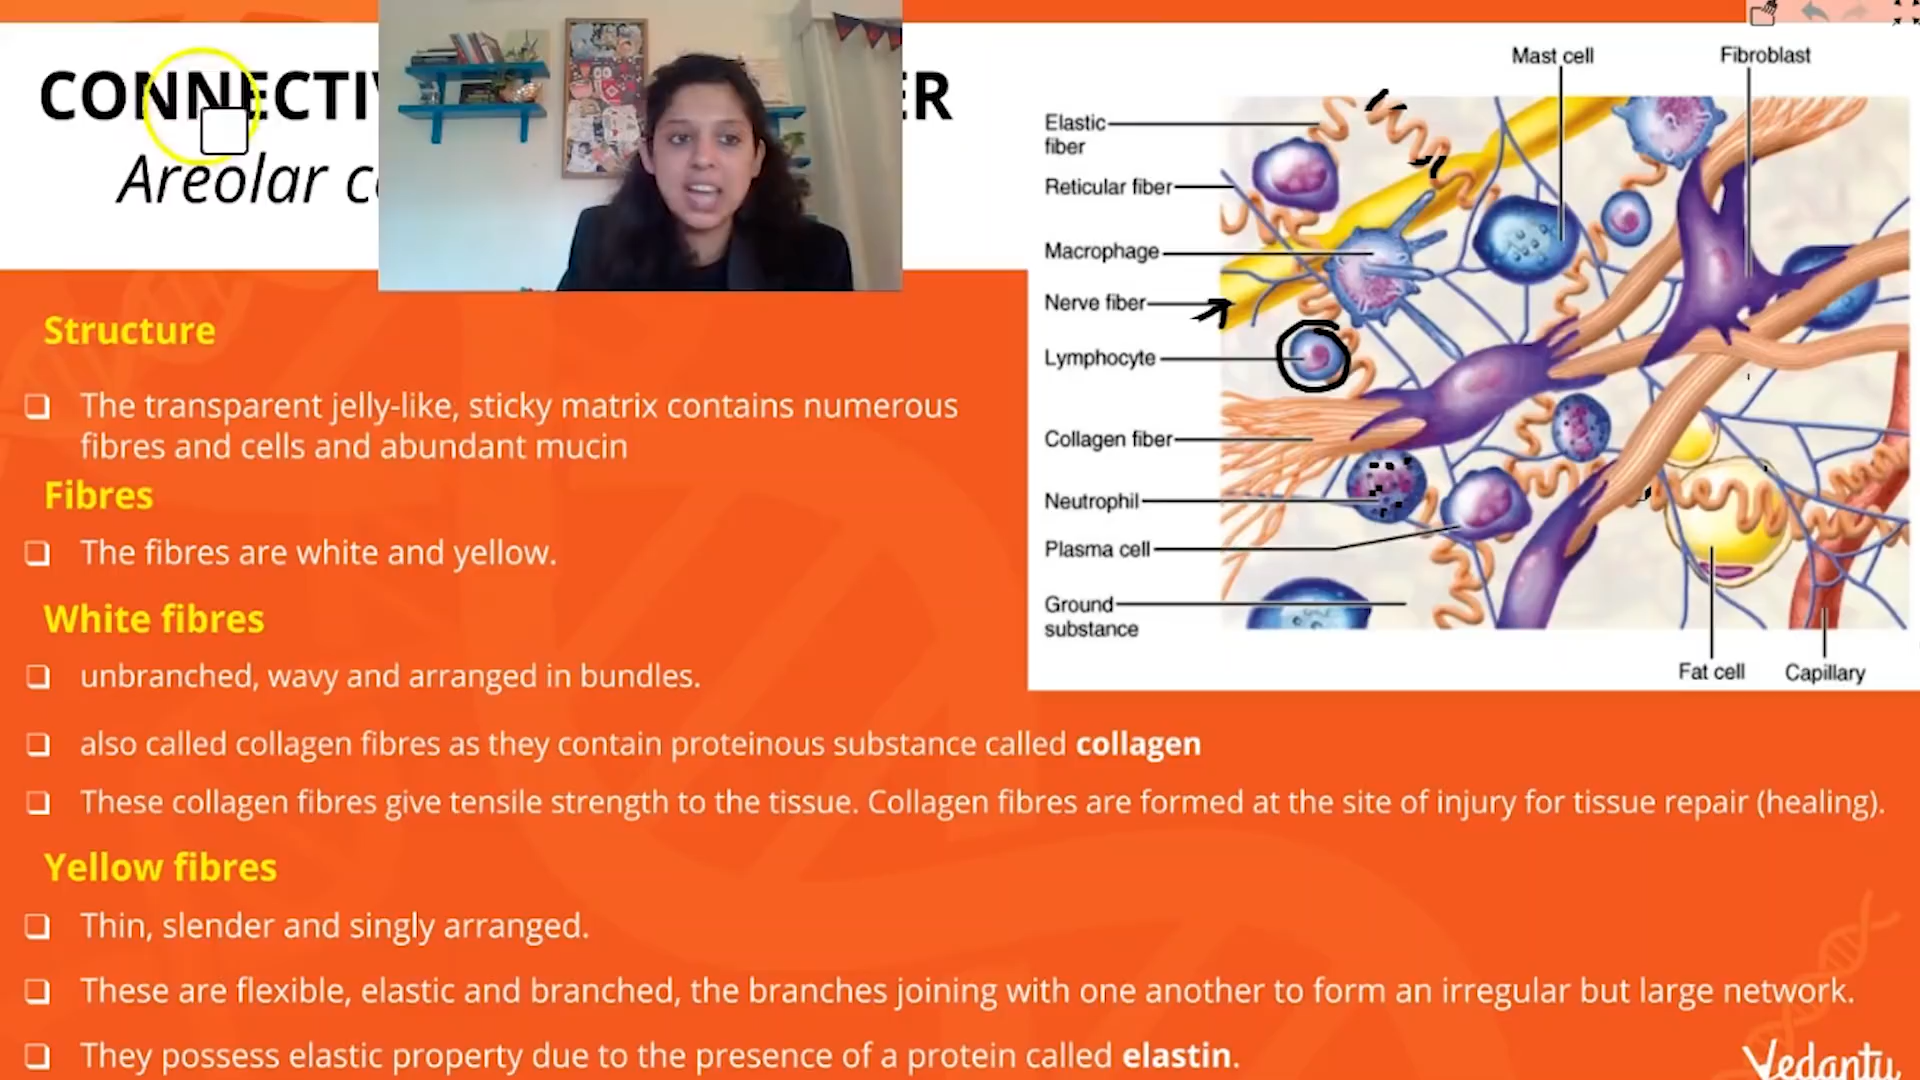 Mast cell
Fibroblast
Areolar
Elastic
fiber
Reticular fiber
Macrophage
Nerve fiber
Lymphocyte
Collagen fiber
Neutrophil
Plasma cell
Ground
substance
Fat cell
Capillary
Structure
The transparent jelly-like, sticky matrix contains numerous
fibres and cells and abundant mucin
Fibres
The fibres are white and yellow.
White fibres
unbranched, wavy and arranged in bundles.
also called collagen fibres as they contain proteinous substance called collagen
These collagen fibres give tensile strength to the tissue. Collagen fibres are formed at the site of injury for tissue repair (healing).
Yellow fibres
Thin, slender and singly arranged.
These are flexible, elastic and branched, the branches joining with one another to form an irregular but large network.
They possess elastic property due to the presence of a protein called elastin.
Vedantu